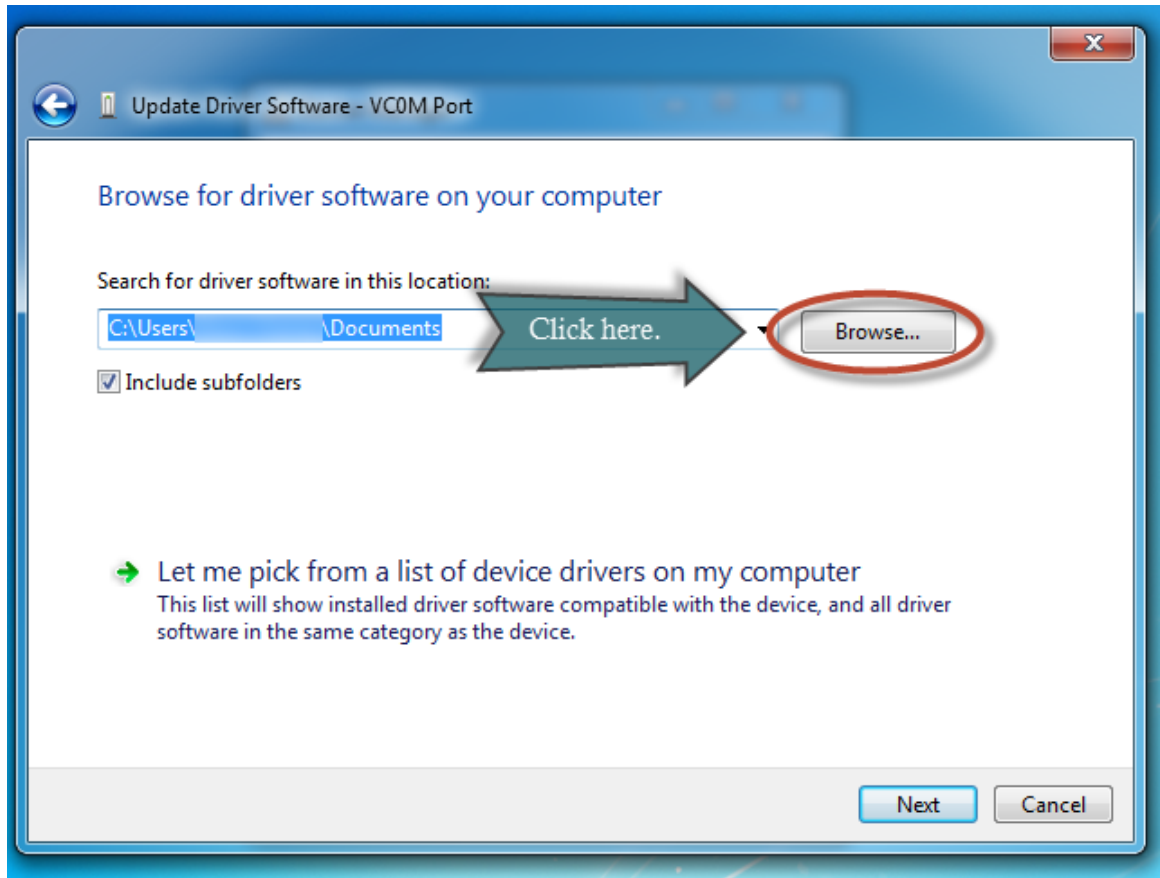 Update Driver Software - VC0M Port
Browse for driver software on your computer
Search for driver software in this location:
C:\Users\ \Documents
Click here.
Browse...
Include subfolders
Let me pick from a list of device drivers on my computer
This list will show installed driver software compatible with the device, and all driver
software in the same category as the device.
Next
Cancel